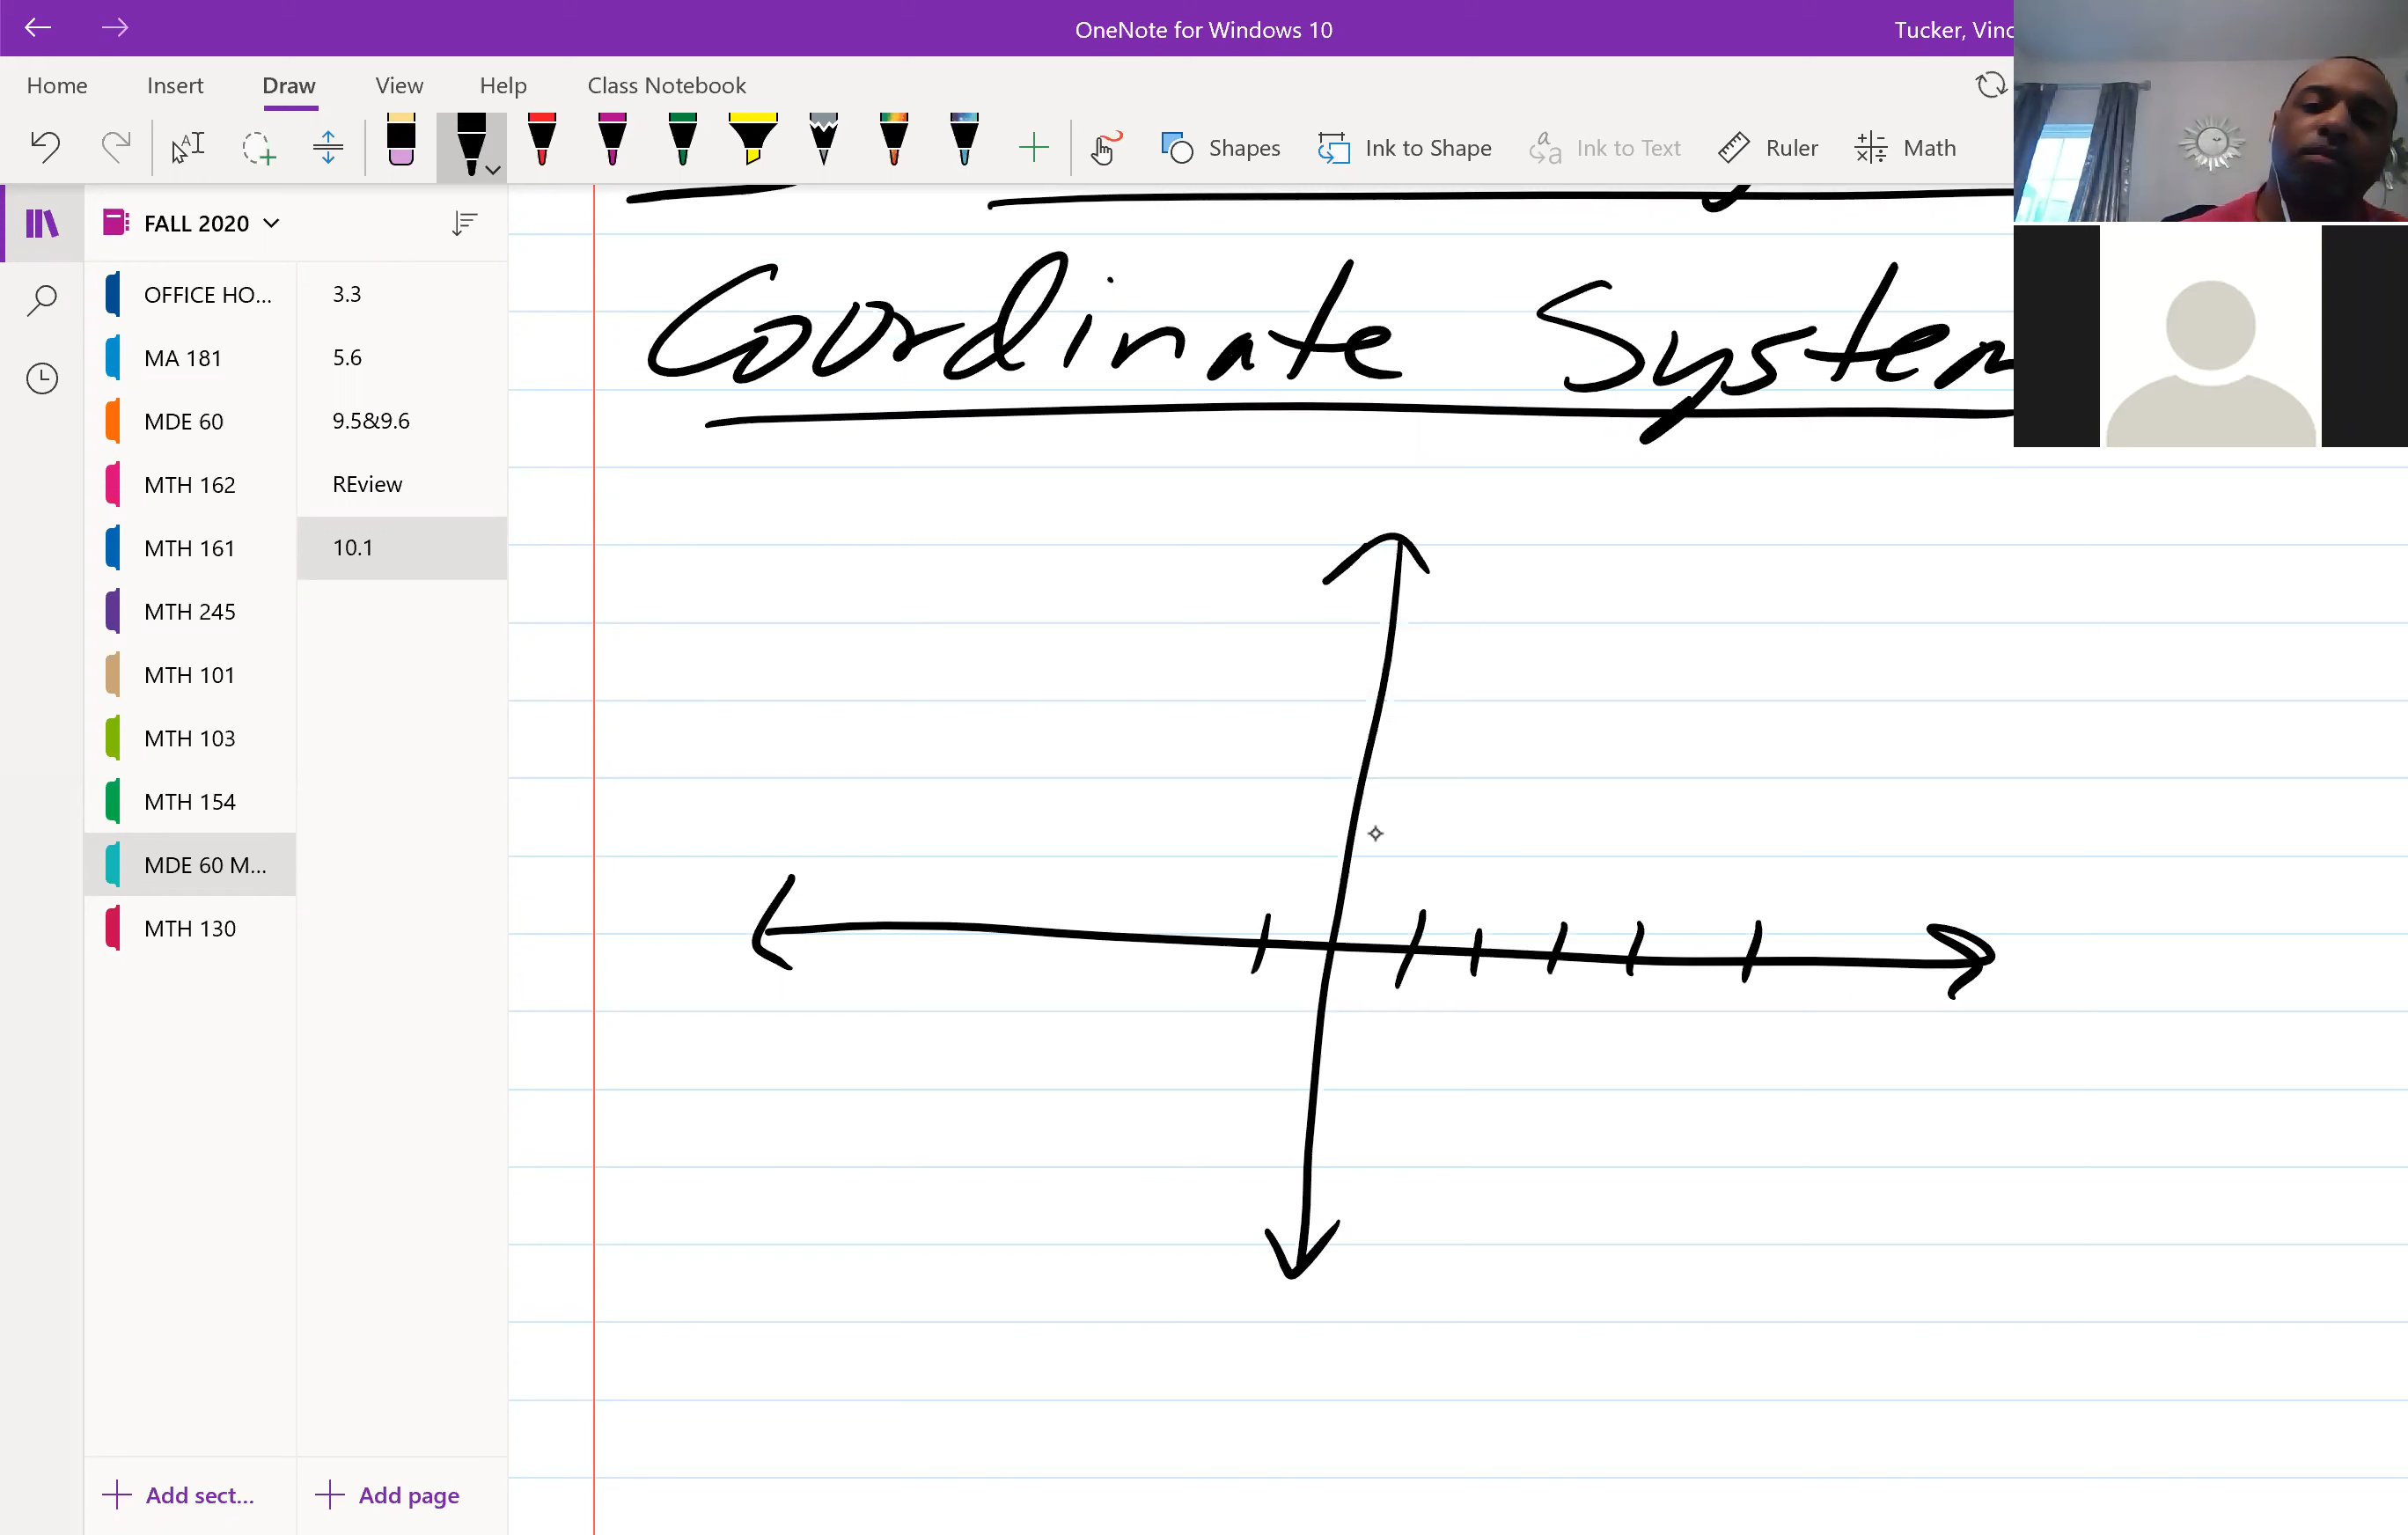 OneNote for Windows 10
Tucker, Vinc
Home Insert Draw View Help Class Notebook
Shapes Ink to Shape Ink to Text Ruler Math
FALL 2020
OFFICE HO...
MA 181
MDE 60
MTH 162
MTH 161
MTH 245
MTH 101
MTH 103
MTH 154
MDE 60 M...
MTH 130
Add sect...
3.3
5.6
9.5&9.6
REview
10.1
Add page
Coordinate System